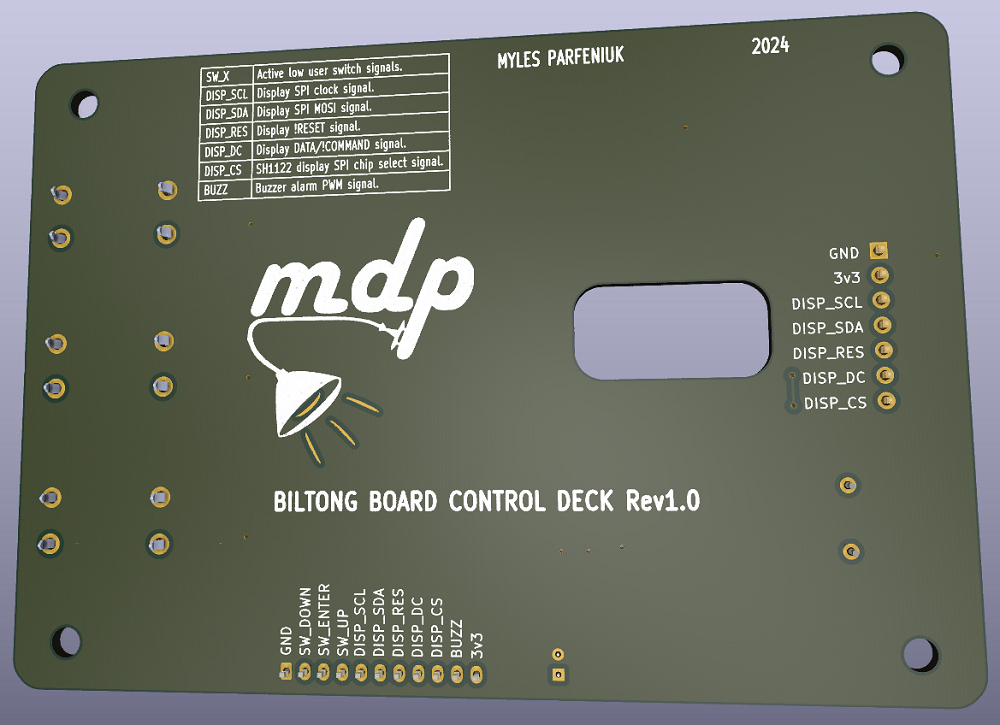 MYLES PARFENIUK
2024
SW_X Active low user switch signals.
DISP_SCL Display SPI clock signal.
DISP_SDA Display SPI MOSI signal.
DISP_RES Display !RESET signal.
DISP_DC Display DATA/!COMMAND signal.
DISP_CS SH1122 display SPI chip select signal.
BUZZ Buzzer alarm PWM signal.
mdp
GND
3v3
DISP_SCL
DISP_SDA
DISP_RES
DISP_DC
DISP_CS
BILTONG BOARD CONTROL DECK Rev1.0
GND
SW_DOWN
SW_ENTER
SW_UP
DISP_SCL
DISP_SDA
DISP_RES
DISP_DC
DISP_CS
BUZZ
3v3